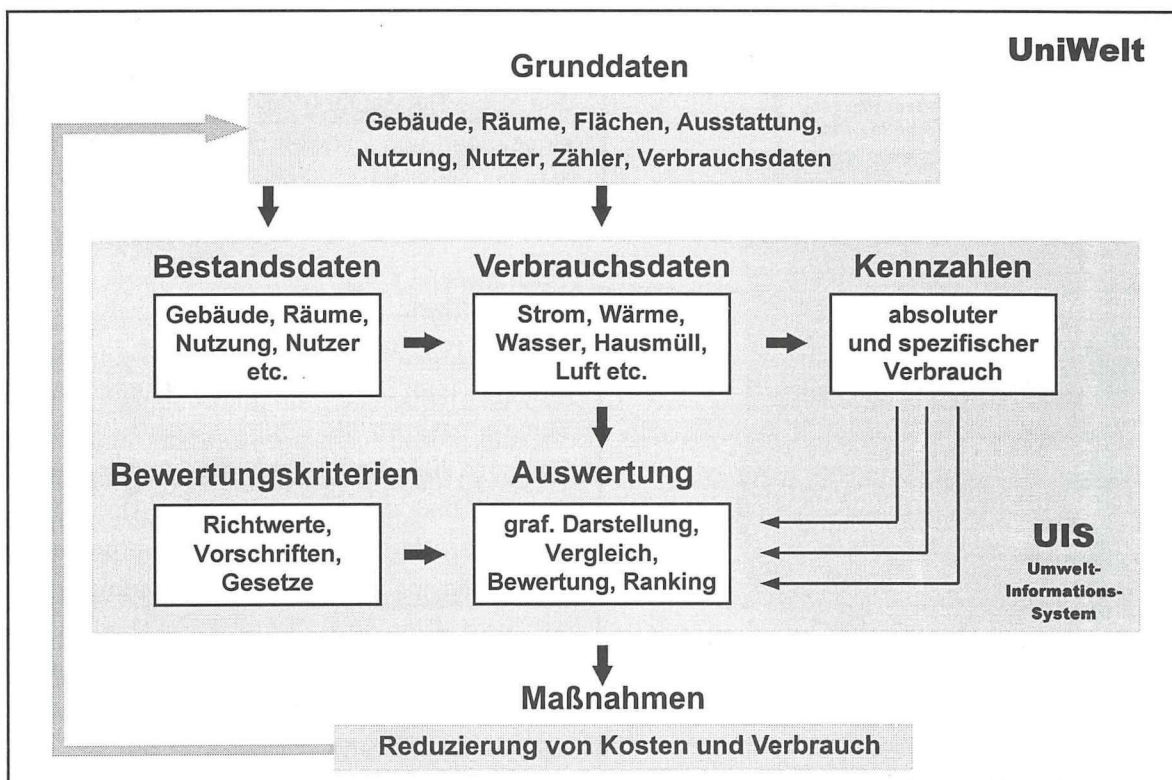 UniWelt
Grunddaten
Gebäude, Räume, Flächen, Ausstattung,
Nutzung, Nutzer, Zähler, Verbrauchsdaten
Bestandsdaten
Gebäude, Räume,
Nutzung, Nutzer
etc.
Verbrauchsdaten
Strom, Wärme,
Wasser, Hausmüll,
Luft etc.
Kennzahlen
absoluter
und spezifischer
Verbrauch
Bewertungskriterien
Richtwerte,
Vorschriften,
Gesetze
Auswertung
graf. Darstellung,
Vergleich,
Bewertung, Ranking
UIS
Umwelt-
Informations-
System
Maßnahmen
Reduzierung von Kosten und Verbrauch